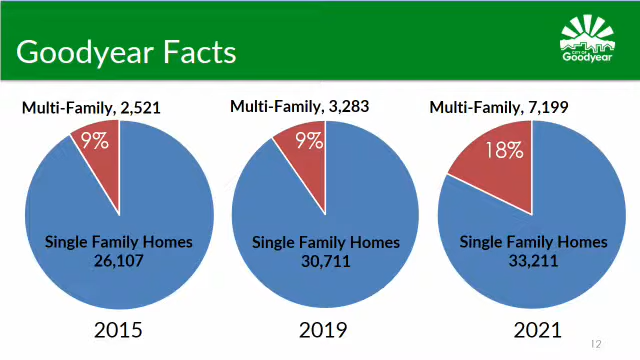 Goodyear Facts
CITY OF
Goodyear
Multi-Family, 2,521
Multi-Family, 3,283
Multi-Family, 7,199
9%
9%
18%
Single Family Homes
26,107
Single Family Homes
30,711
Single Family Homes
33,211
2015
2019
2021
12